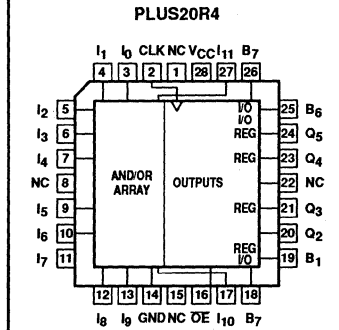 PLUS20R4
I1 I0 CLK NC VCC I11 B7
4 3 2 1 28 27 26
I2 5 I/O 25 B6
I/O
I3 6 REG 24 Q5
I4 7 REG 23 Q4
NC 8 AND/OR ARRAY OUTPUTS 22 NC
I5 9 REG 21 Q3
I6 10 20 Q2
REG
I7 11 I/O 19 B1
12 13 14 15 16 17 18
I8 I9 GND NC OE I10 B7